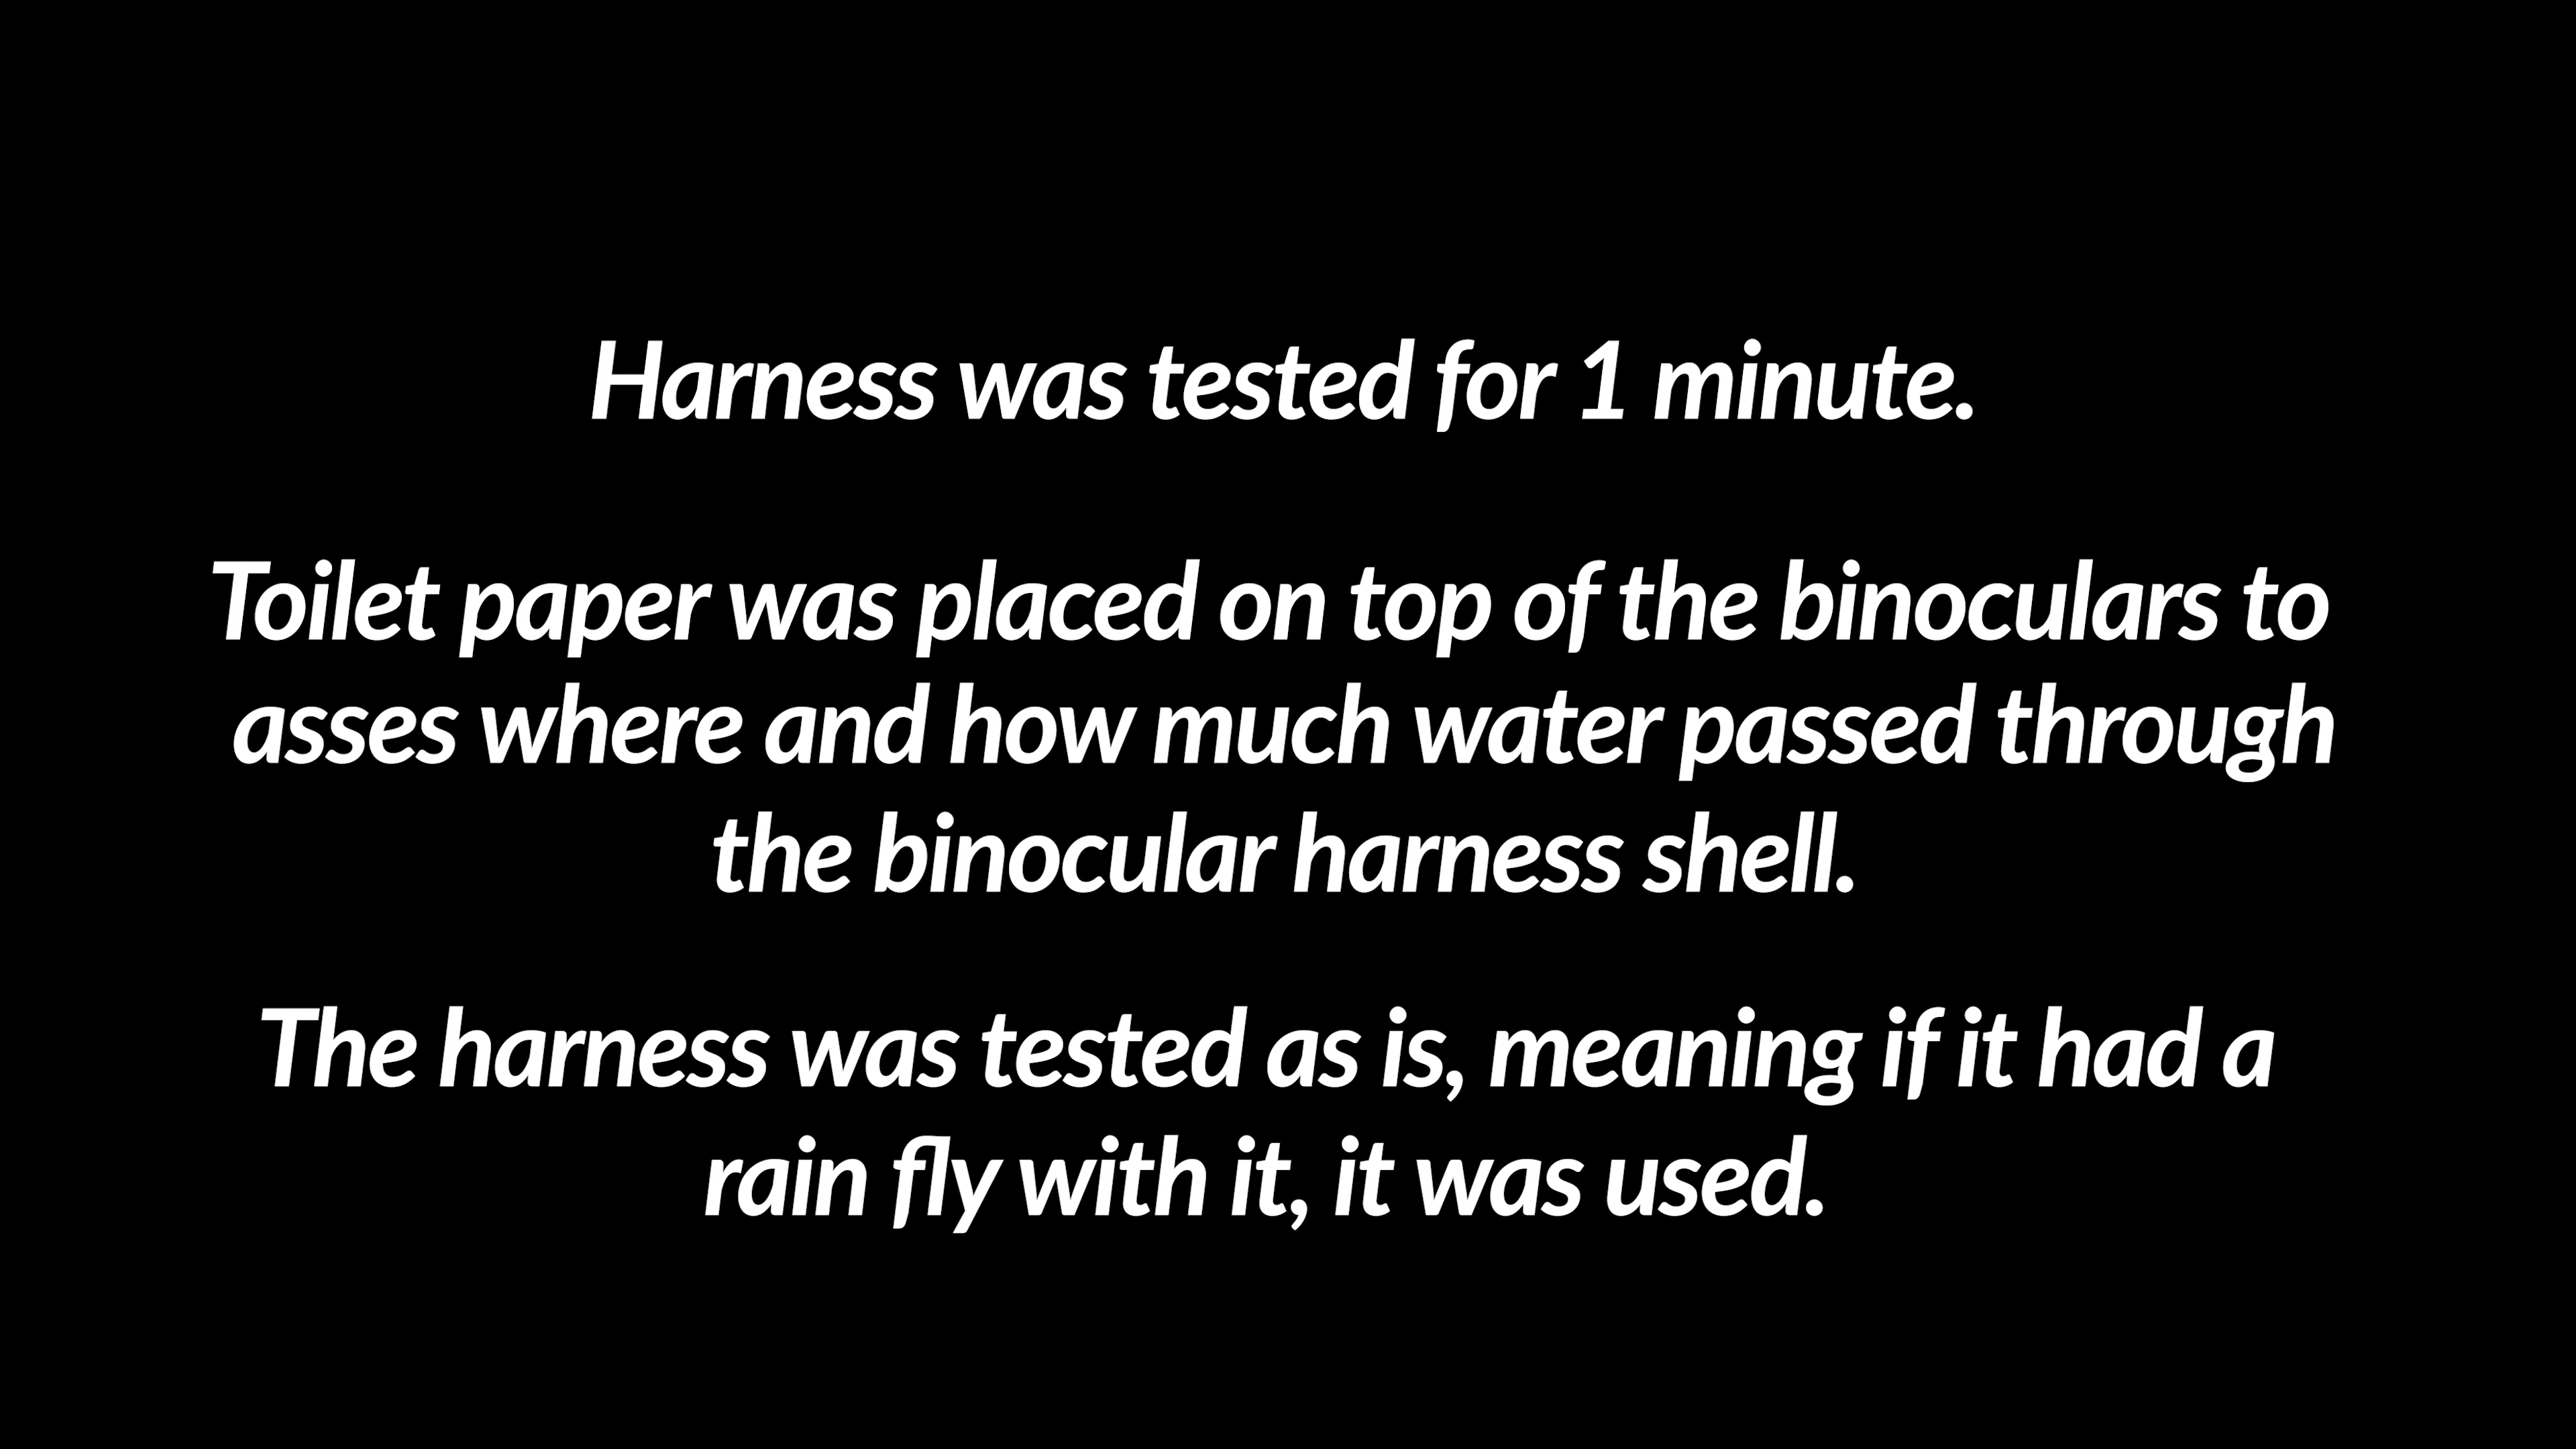 Harness was tested for 1 minute.
Toilet paper was placed on top of the binoculars to
asses where and how much water passed through
the binocular harness shell.
The harness was tested as is, meaning if it had a
rain fly with it, it was used.